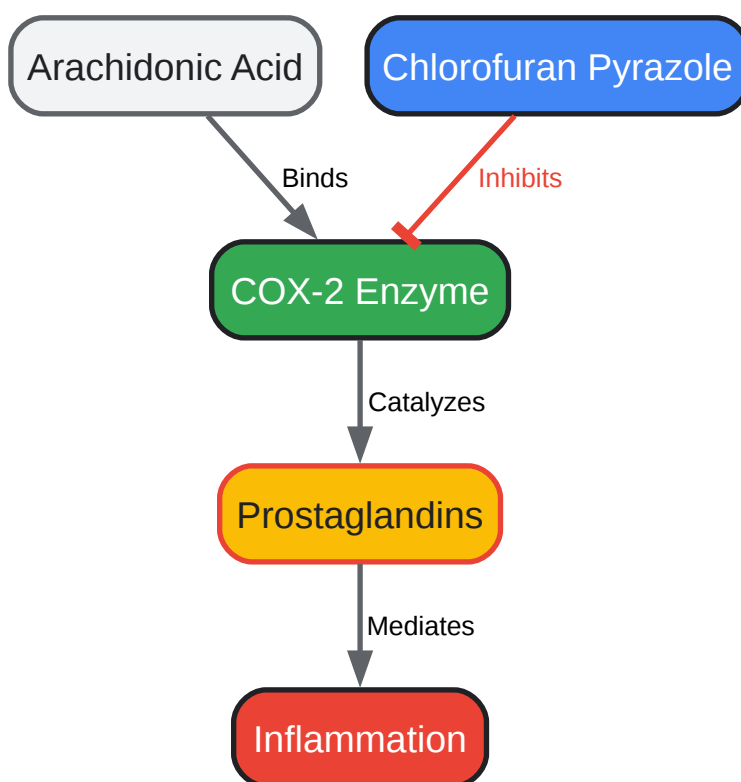 Arachidonic Acid
Chlorofuran Pyrazole
Binds
Inhibits
COX-2 Enzyme
Catalyzes
Prostaglandins
Mediates
Inflammation